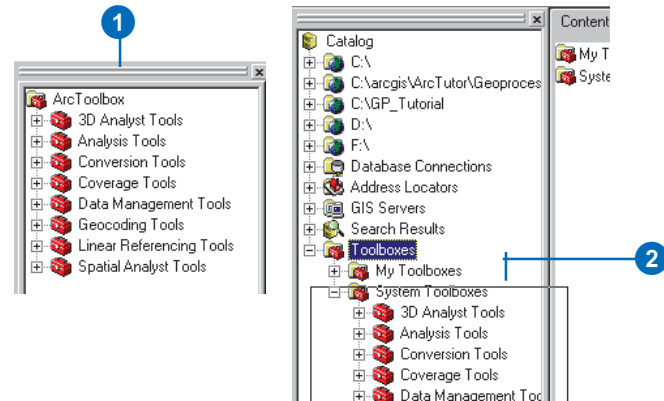 1
ArcToolbox
3D Analyst Tools
Analysis Tools
Conversion Tools
Coverage Tools
Data Management Tools
Geocoding Tools
Linear Referencing Tools
Spatial Analyst Tools
Catalog
C:\
C:\arcgis\ArcTutor\Geoproces
C:\GP_Tutorial
D:\
F:\
Database Connections
Address Locators
GIS Servers
Search Results
Toolboxes
My Toolboxes
System Toolboxes
3D Analyst Tools
Analysis Tools
Conversion Tools
Coverage Tools
Data Management Too
Content
My T
Syste
2